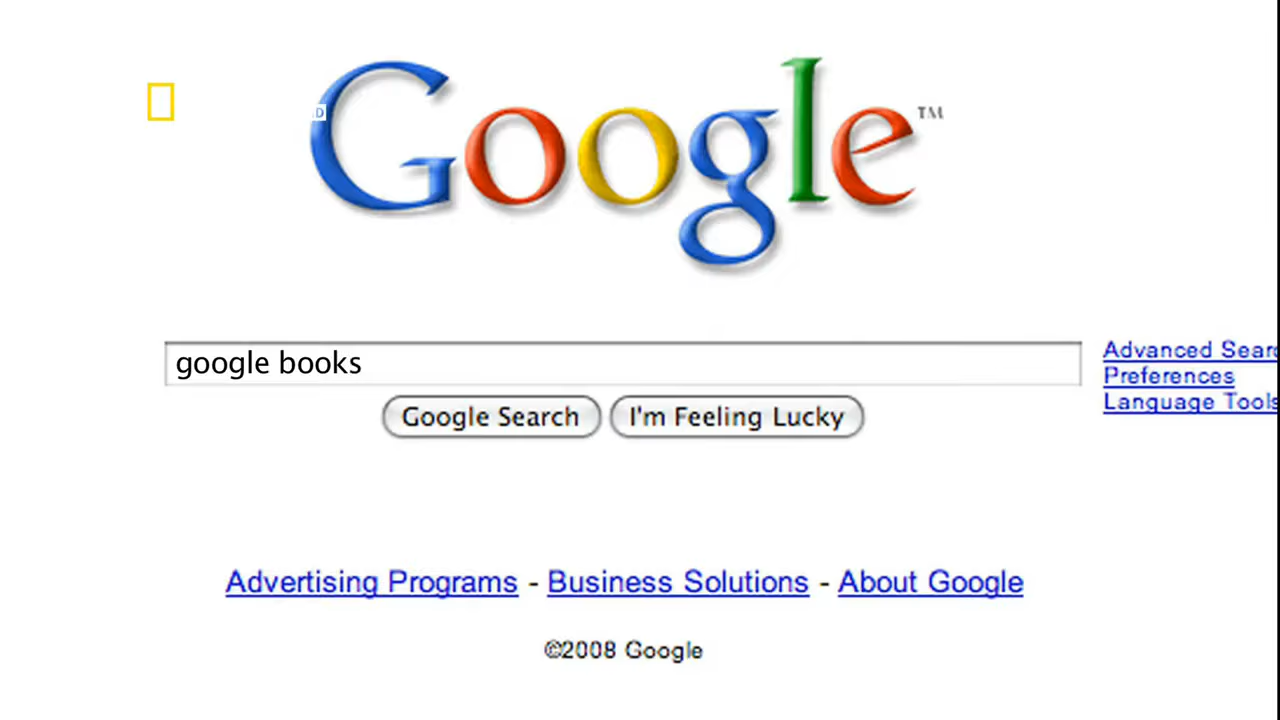 Google™
google books
Advanced Sear
Preferences
Language Tools
Google Search I'm Feeling Lucky
Advertising Programs - Business Solutions - About Google
©2008 Google